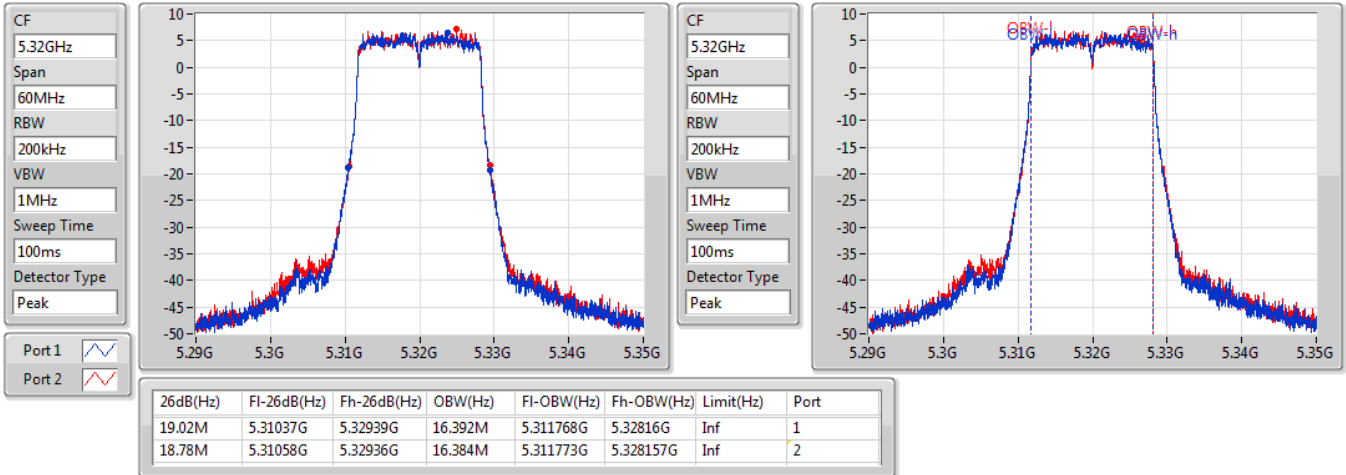 CF
5.32GHz
Span
60MHz
RBW
200kHz
VBW
1MHz
Sweep Time
100ms
Detector Type
Peak
10
5
0
-5
-10
-15
-20
-25
-30
-35
-40
-45
-50
5.29G 5.3G 5.31G 5.32G 5.33G 5.34G 5.35G
CF
5.32GHz
Span
60MHz
RBW
200kHz
VBW
1MHz
Sweep Time
100ms
Detector Type
Peak
OBW-l OBW-h
10
5
0
-5
-10
-15
-20
-25
-30
-35
-40
-45
-50
5.29G 5.3G 5.31G 5.32G 5.33G 5.34G 5.35G
Port 1
Port 2
26dB(Hz) Fl-26dB(Hz) Fh-26dB(Hz) OBW(Hz) Fl-OBW(Hz) Fh-OBW(Hz) Limit(Hz) Port
19.02M 5.31037G 5.32939G 16.392M 5.311768G 5.32816G Inf 1
18.78M 5.31058G 5.32936G 16.384M 5.311773G 5.328157G Inf 2